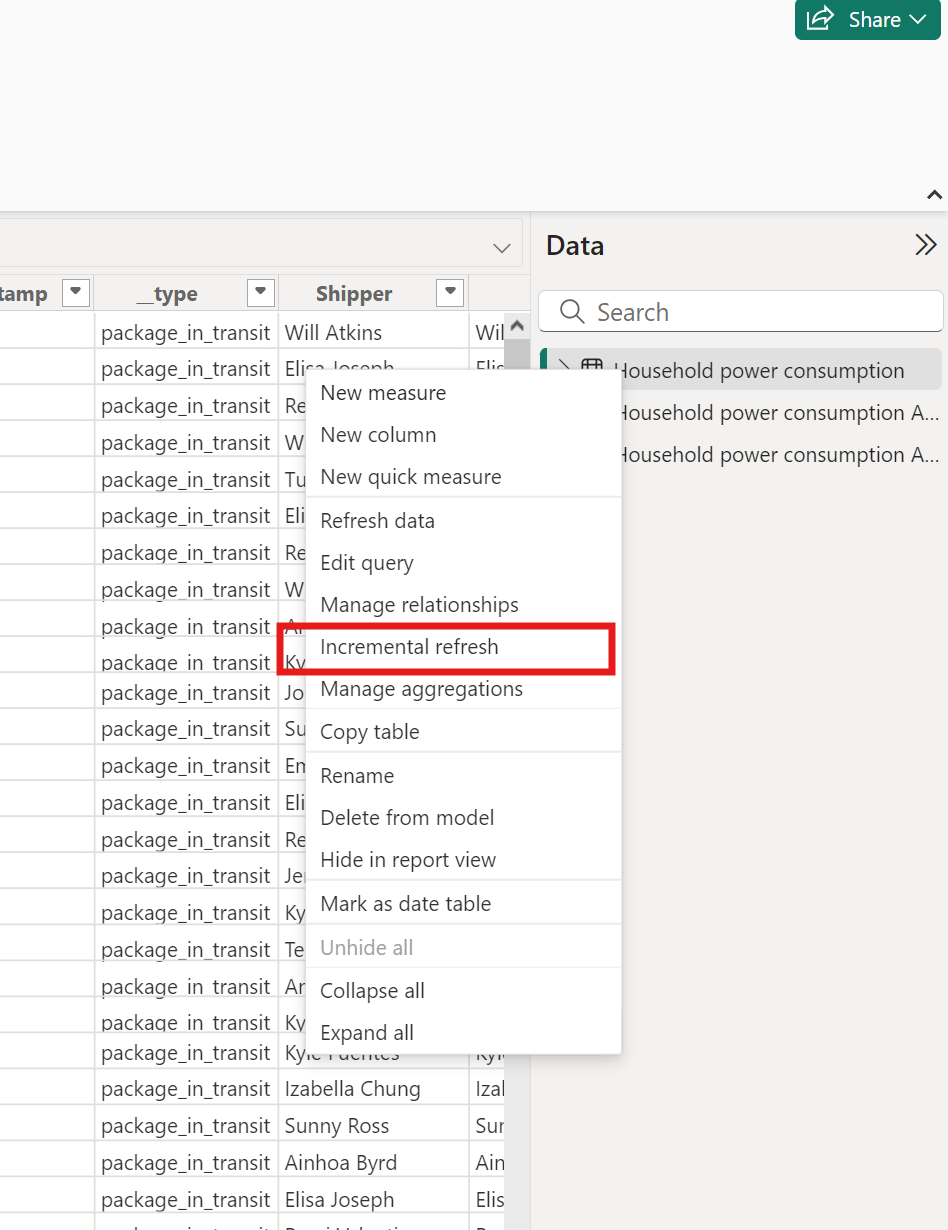 Share
Data
tamp __type Shipper
Search
package_in_transit Will Atkins Wil
package_in_transit Elisa Joseph Elis
Household power consumption
package_in_transit Re
New measure
Household power consumption A...
package_in_transit W
New column
Household power consumption A...
package_in_transit Tu
New quick measure
package_in_transit Eli
Refresh data
package_in_transit Re
Edit query
package_in_transit W
Manage relationships
package_in_transit Ar
Incremental refresh
package_in_transit Ky
Manage aggregations
package_in_transit Jo
package_in_transit Su
Copy table
package_in_transit Em
Rename
package_in_transit Eli
Delete from model
package_in_transit Re
Hide in report view
package_in_transit Je
package_in_transit Ky
Mark as date table
package_in_transit Te
Unhide all
package_in_transit Ar
Collapse all
package_in_transit Ky
Expand all
package_in_transit Kyle Fuentes Kyle
package_in_transit Izabella Chung Izal
package_in_transit Sunny Ross Sur
package_in_transit Ainhoa Byrd Ain
package_in_transit Elisa Joseph Elis